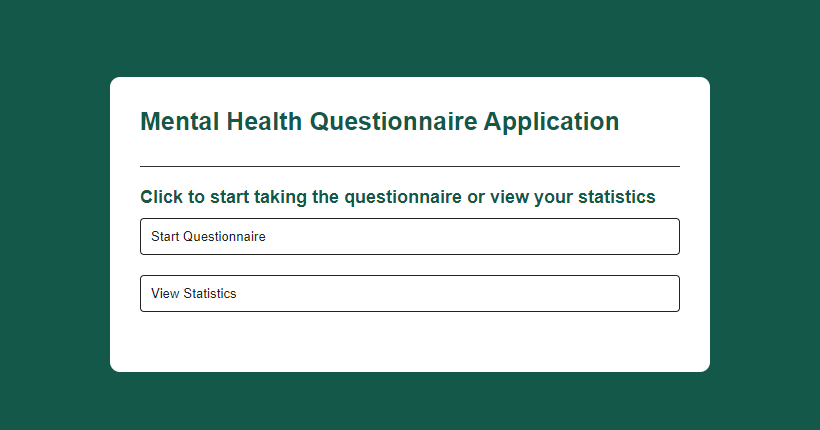 Mental Health Questionnaire Application
Click to start taking the questionnaire or view your statistics
Start Questionnaire
View Statistics